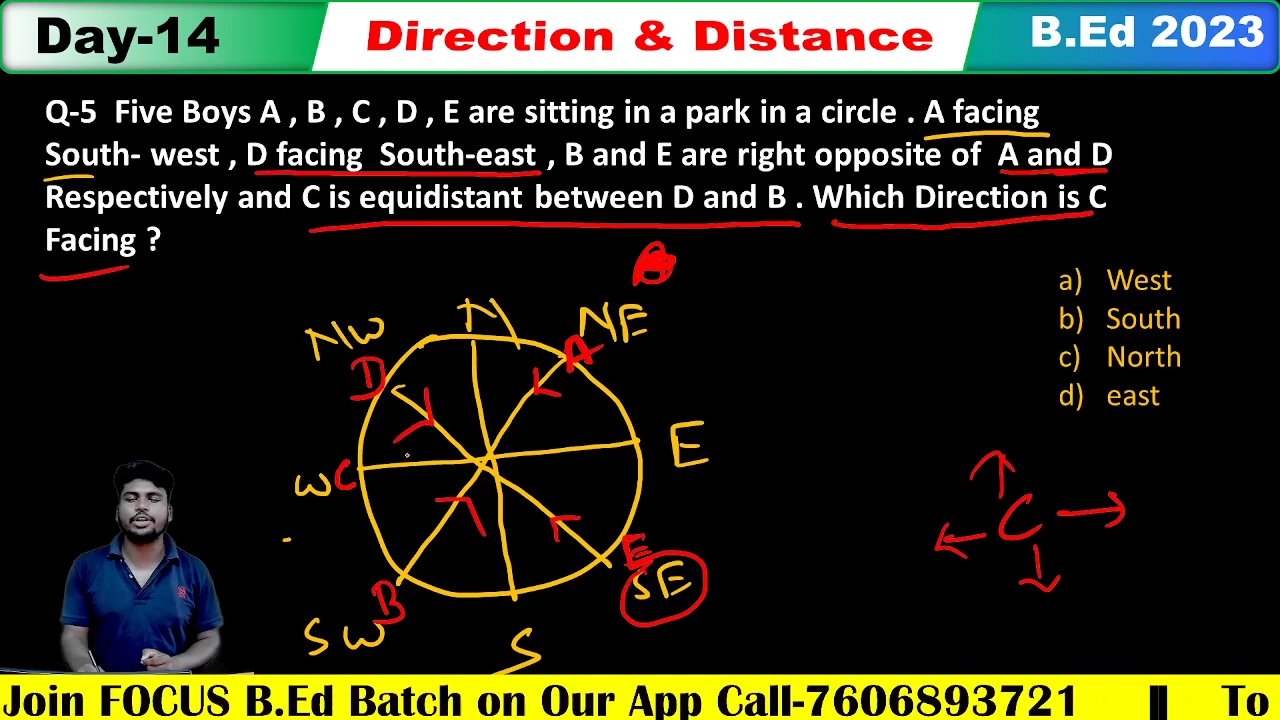 Day-14
Direction & Distance
B.Ed 2023
Q-5 Five Boys A , B , C , D , E are sitting in a park in a circle . A facing
South- west , D facing South-east , B and E are right opposite of A and D
Respectively and C is equidistant between D and B . Which Direction is C
Facing ?
a) West
b) South
c) North
d) east
NW
N
NE
D
A
E
W C
C
E
SE
B
SW
S
Join FOCUS B.Ed Batch on Our App Call-7606893721 || To